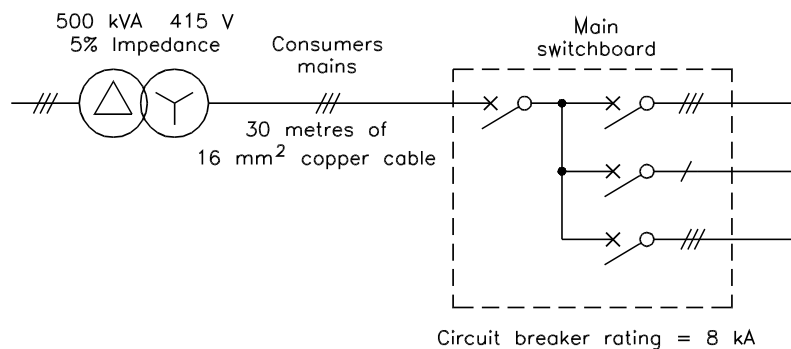 500 kVA 415 V
5% Impedance
Consumers
mains
Main
switchboard
30 metres of
16 mm² copper cable
Circuit breaker rating = 8 kA